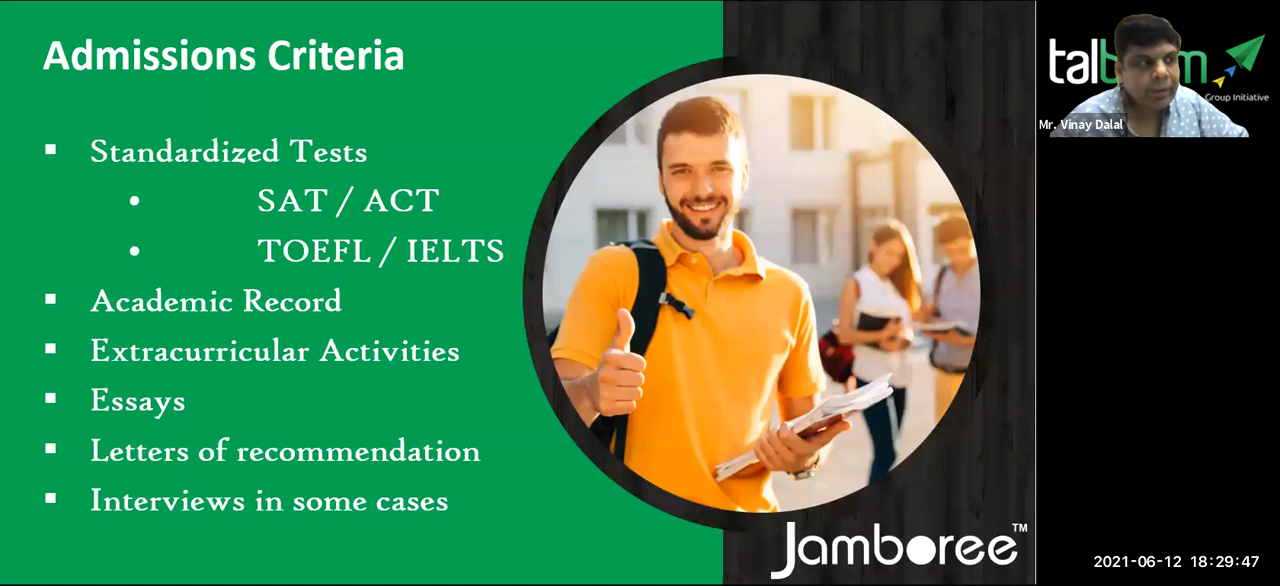 Admissions Criteria
▪ Standardized Tests
• SAT / ACT
• TOEFL / IELTS
▪ Academic Record
▪ Extracurricular Activities
▪ Essays
▪ Letters of recommendation
▪ Interviews in some cases
Jamboree™
Group Initiative
Mr. Vinay Dalal
2021-06-12 18:29:47